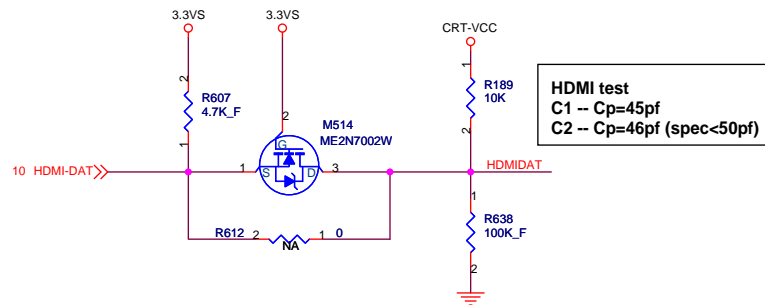 3.3VS
3.3VS
CRT-VCC
2
R607
4.7K_F
1
2
M514
ME2N7002W
G
S
D
1
3
1
R189
10K
2
HDMI test
C1 -- Cp=45pf
C2 -- Cp=46pf (spec<50pf)
10 HDMI-DAT
HDMIDAT
R612 2
NA
1 0
1
R638
100K_F
2